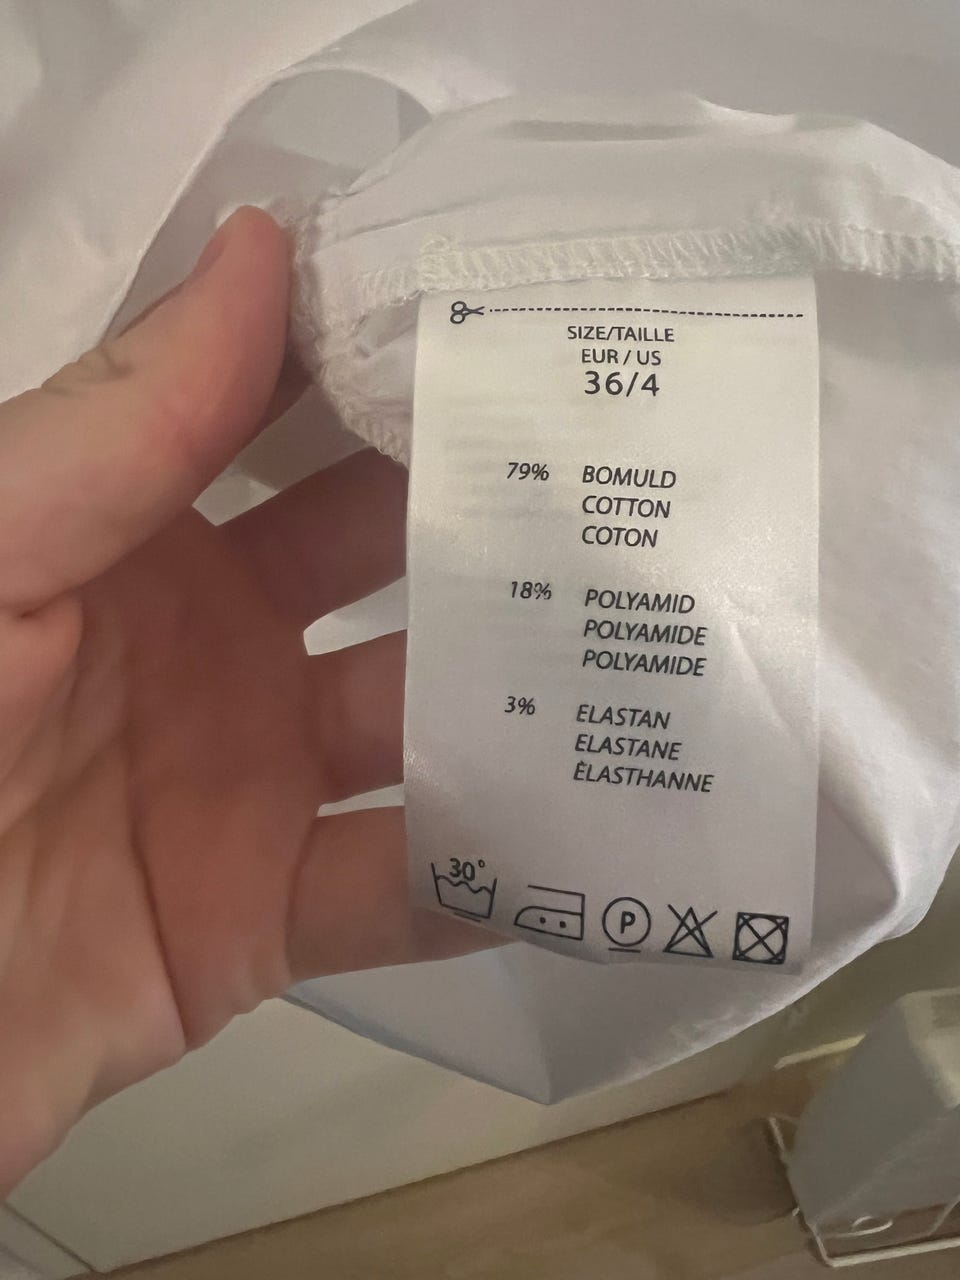 SIZE/TAILLE
EUR / US
36/4
79% BOMULD
COTTON
COTON
18% POLYAMID
POLYAMIDE
POLYAMIDE
3% ELASTAN
ELASTANE
ÈLASTHANNE
30°
P